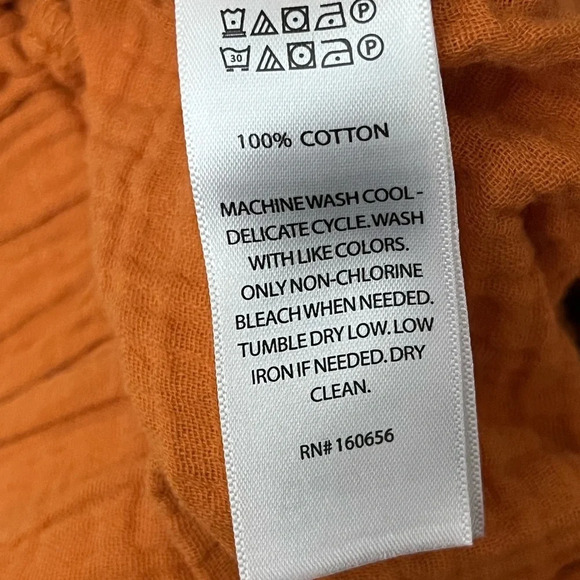 P
30 P
100% COTTON
MACHINE WASH COOL -
DELICATE CYCLE. WASH
WITH LIKE COLORS.
ONLY NON-CHLORINE
BLEACH WHEN NEEDED.
TUMBLE DRY LOW. LOW
IRON IF NEEDED. DRY
CLEAN.
RN# 160656